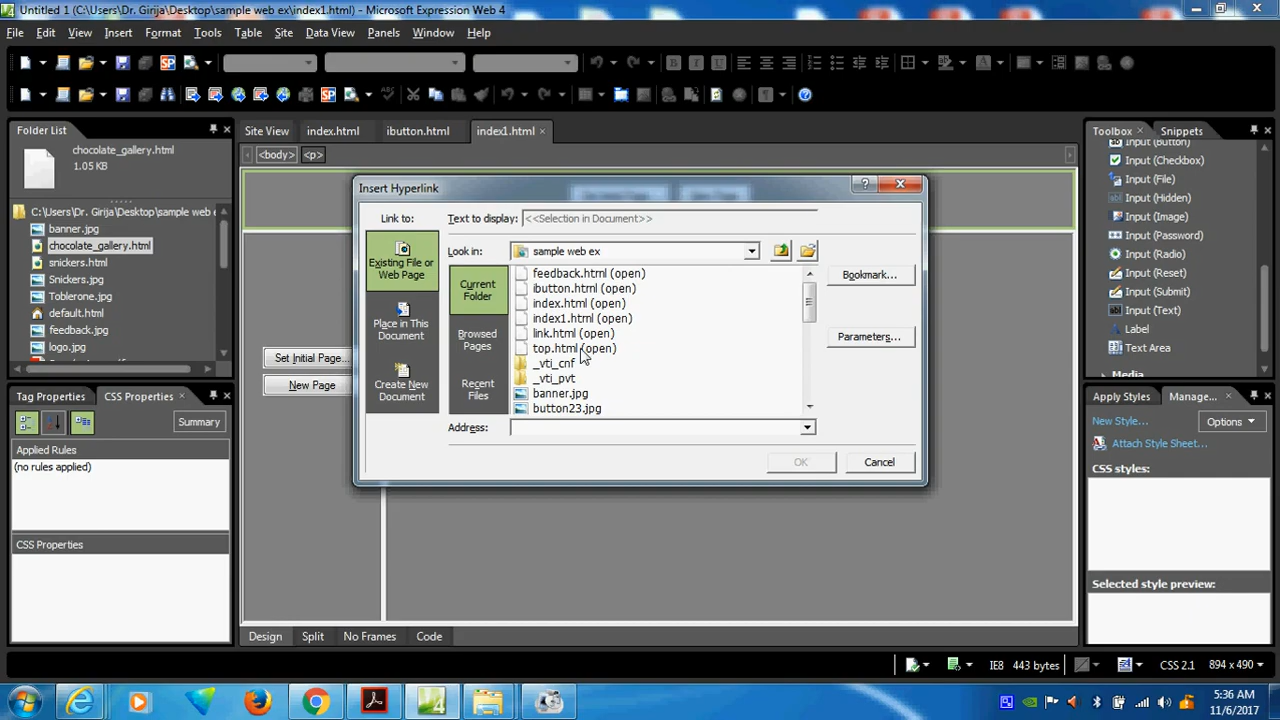 Untitled 1 (C:\Users\Dr. Girija\Desktop\sample web ex\index1.html) - Microsoft Expression Web 4
File Edit View Insert Format Tools Table Site Data View Panels Window Help
Folder List
chocolate_gallery.html
1.05 KB
C:\Users\Dr. Girija\Desktop\sample web e
banner.jpg
chocolate_gallery.html
snickers.html
Snickers.jpg
Toblerone.jpg
default.html
feedback.jpg
logo.jpg
Tag Properties CSS Properties
Summary
Applied Rules
(no rules applied)
CSS Properties
Site View index.html ibutton.html index1.html
<body> <p>
Set Initial Page...
New Page
Insert Hyperlink
Link to: Text to display: <<Selection in Document>>
Existing File or Web Page
Place in This Document
Create New Document
Look in: sample web ex
Current Folder
Browsed Pages
Recent Files
feedback.html (open)
ibutton.html (open)
index.html (open)
index1.html (open)
link.html (open)
top.html (open)
_vti_cnf
_vti_pvt
banner.jpg
button23.jpg
Address:
Bookmark...
Parameters...
OK Cancel
Design Split No Frames Code
Toolbox Snippets
Input (Button)
Input (Checkbox)
Input (File)
Input (Hidden)
Input (Image)
Input (Password)
Input (Radio)
Input (Reset)
Input (Submit)
Input (Text)
Label
Text Area
Media
Apply Styles Manage...
New Style... Options
Attach Style Sheet...
CSS styles:
Selected style preview:
IE8 443 bytes CSS 2.1 894 x 490
5:36 AM
11/6/2017